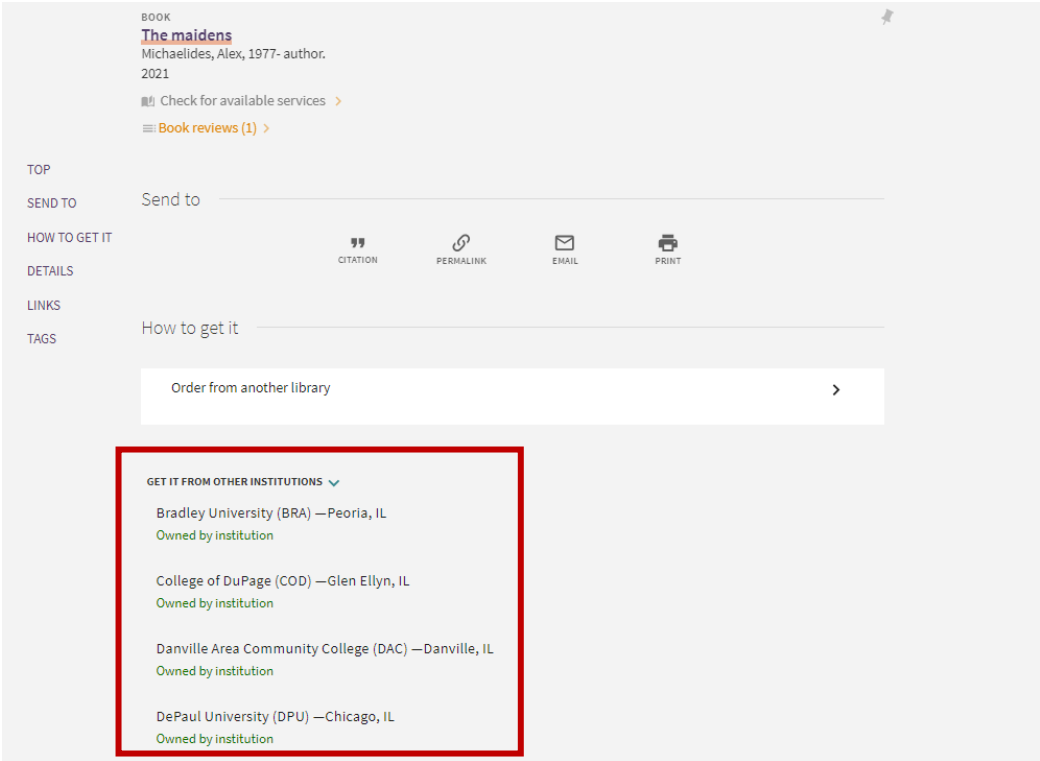 BOOK
The maidens
Michaelides, Alex, 1977- author.
2021
Check for available services
Book reviews (1)
TOP
SEND TO
HOW TO GET IT
DETAILS
LINKS
TAGS
Send to
CITATION
PERMALINK
EMAIL
PRINT
How to get it
Order from another library
GET IT FROM OTHER INSTITUTIONS
Bradley University (BRA) —Peoria, IL
Owned by institution
College of DuPage (COD) —Glen Ellyn, IL
Owned by institution
Danville Area Community College (DAC) —Danville, IL
Owned by institution
DePaul University (DPU) —Chicago, IL
Owned by institution